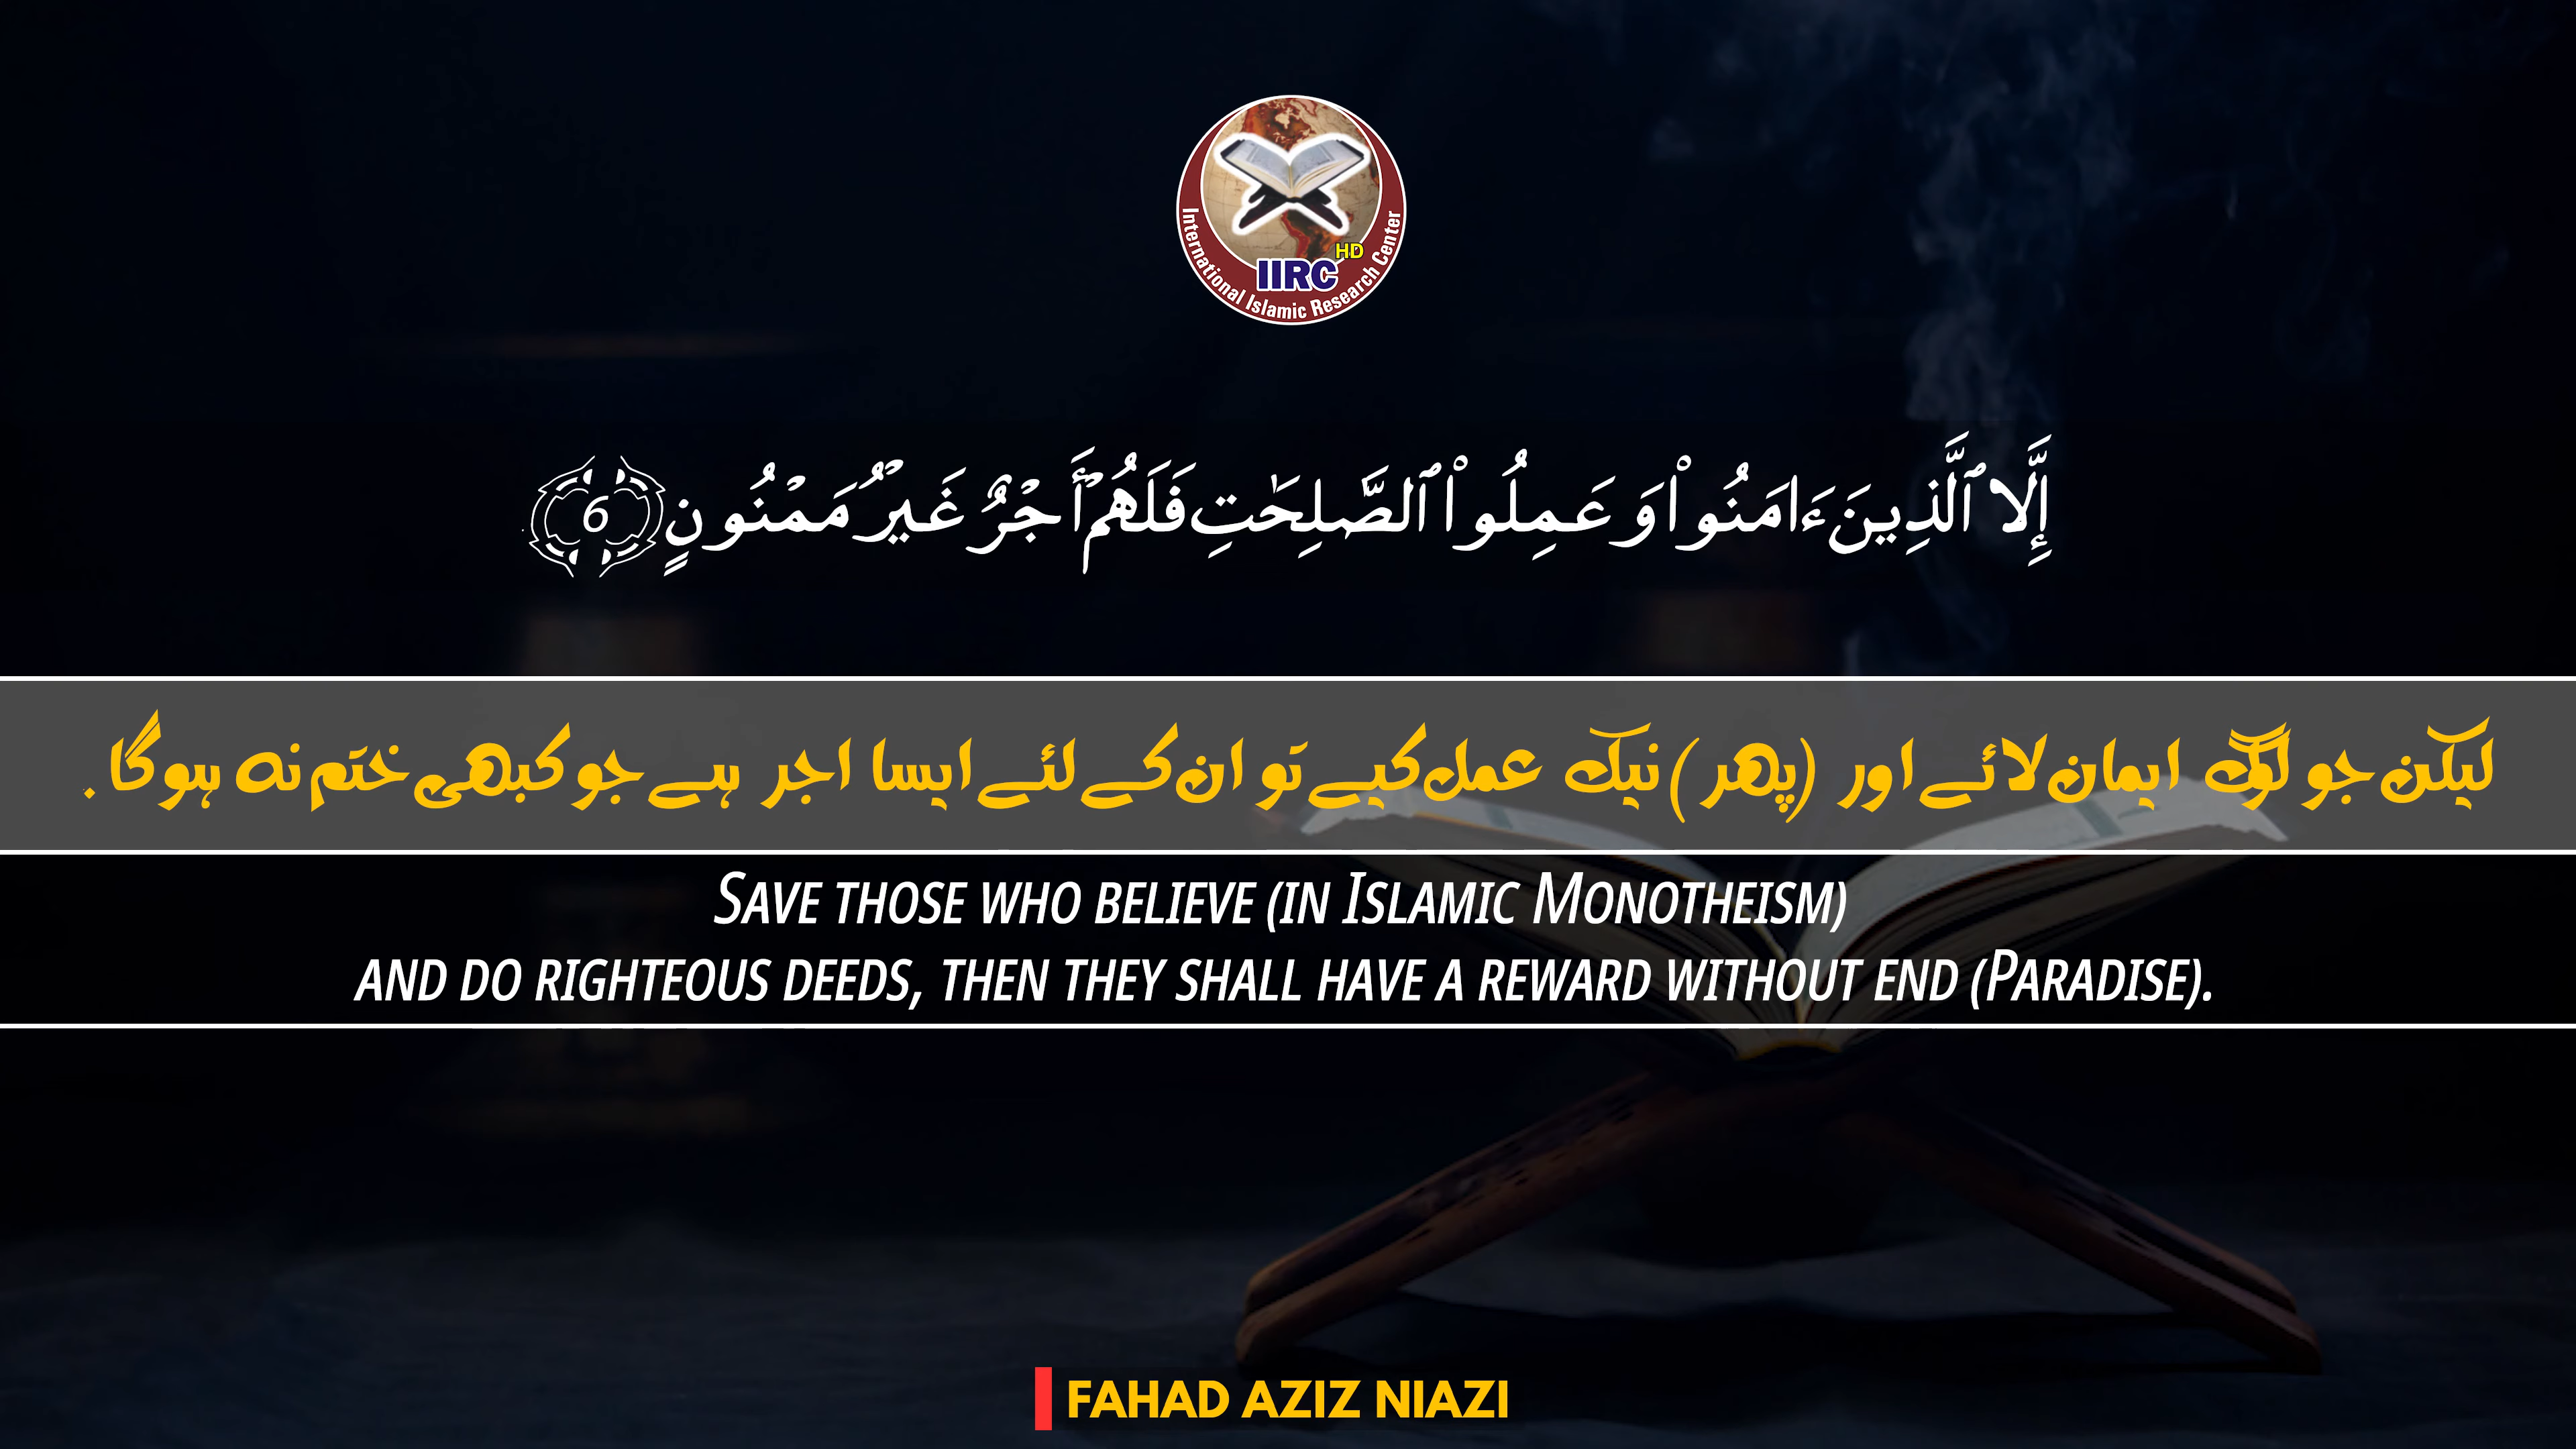 International Islamic Research Center
IIRC HD
إِلَّا ٱلَّذِينَ ءَامَنُوا۟ وَعَمِلُوا۟ ٱلصَّٰلِحَٰتِ فَلَهُمْ أَجْرٌ غَيْرُ مَمْنُونٍ 6
لیکن جو لوگ ایمان لائے اور (پھر) نیک عمل کیے تو ان کے لئے ایسا اجر ہے جو کبھی ختم نہ ہوگا.
Save those who believe (in Islamic Monotheism)
and do righteous deeds, then they shall have a reward without end (Paradise).
FAHAD AZIZ NIAZI